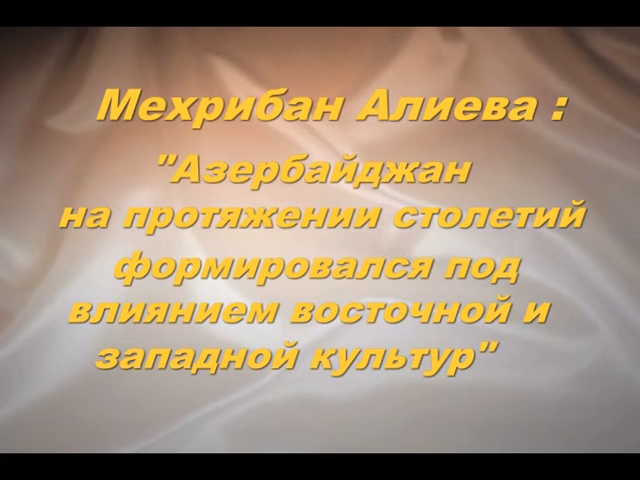 Мехрибан Алиева :
"Азербайджан
на протяжении столетий
формировался под
влиянием восточной и
западной культур"